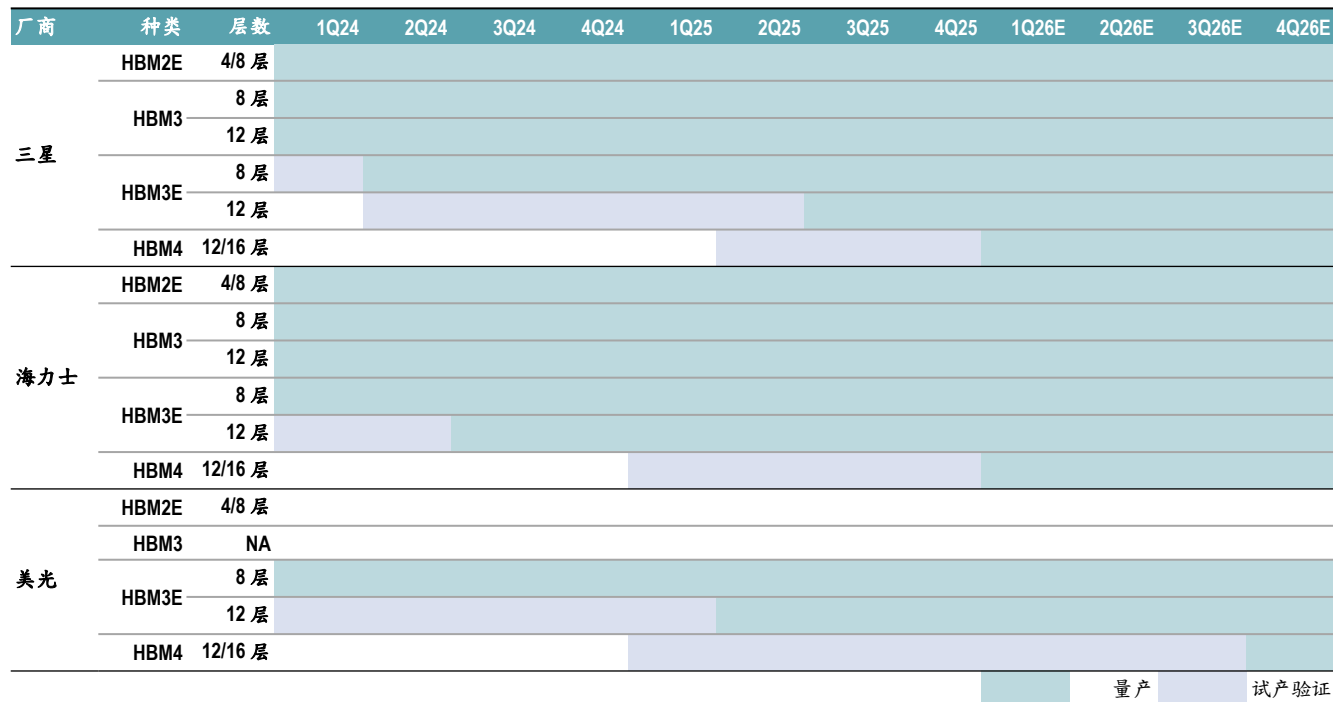 厂商 种类 层数 1Q24 2Q24 3Q24 4Q24 1Q25 2Q25 3Q25 4Q25 1Q26E 2Q26E 3Q26E 4Q26E
三星
HBM2E 4/8 层
HBM3
8 层
12 层
HBM3E
8 层
12 层
HBM4 12/16 层
海力士
HBM2E 4/8 层
HBM3
8 层
12 层
HBM3E
8 层
12 层
HBM4 12/16 层
美光
HBM2E 4/8 层
HBM3 NA
HBM3E
8 层
12 层
HBM4 12/16 层
量产 试产验证